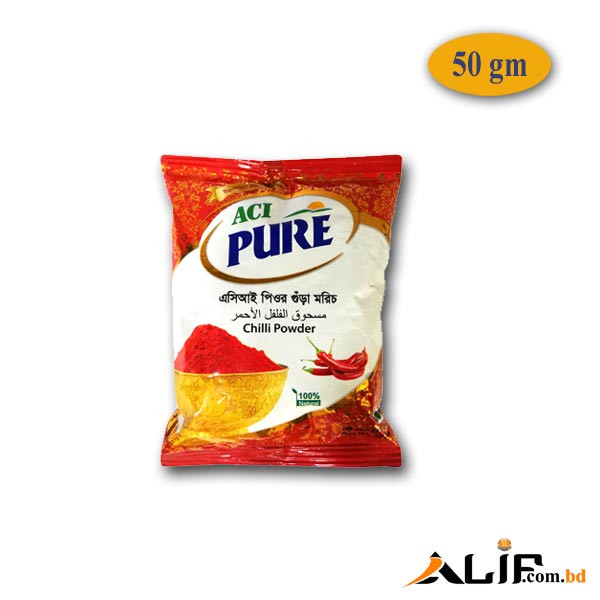 50 gm
ACI
PURE
এসিআই পিওর গুঁড়া মরিচ
مسحوق الفلفل الأحمر
Chilli Powder
100%
Natural
ALIF.com.bd